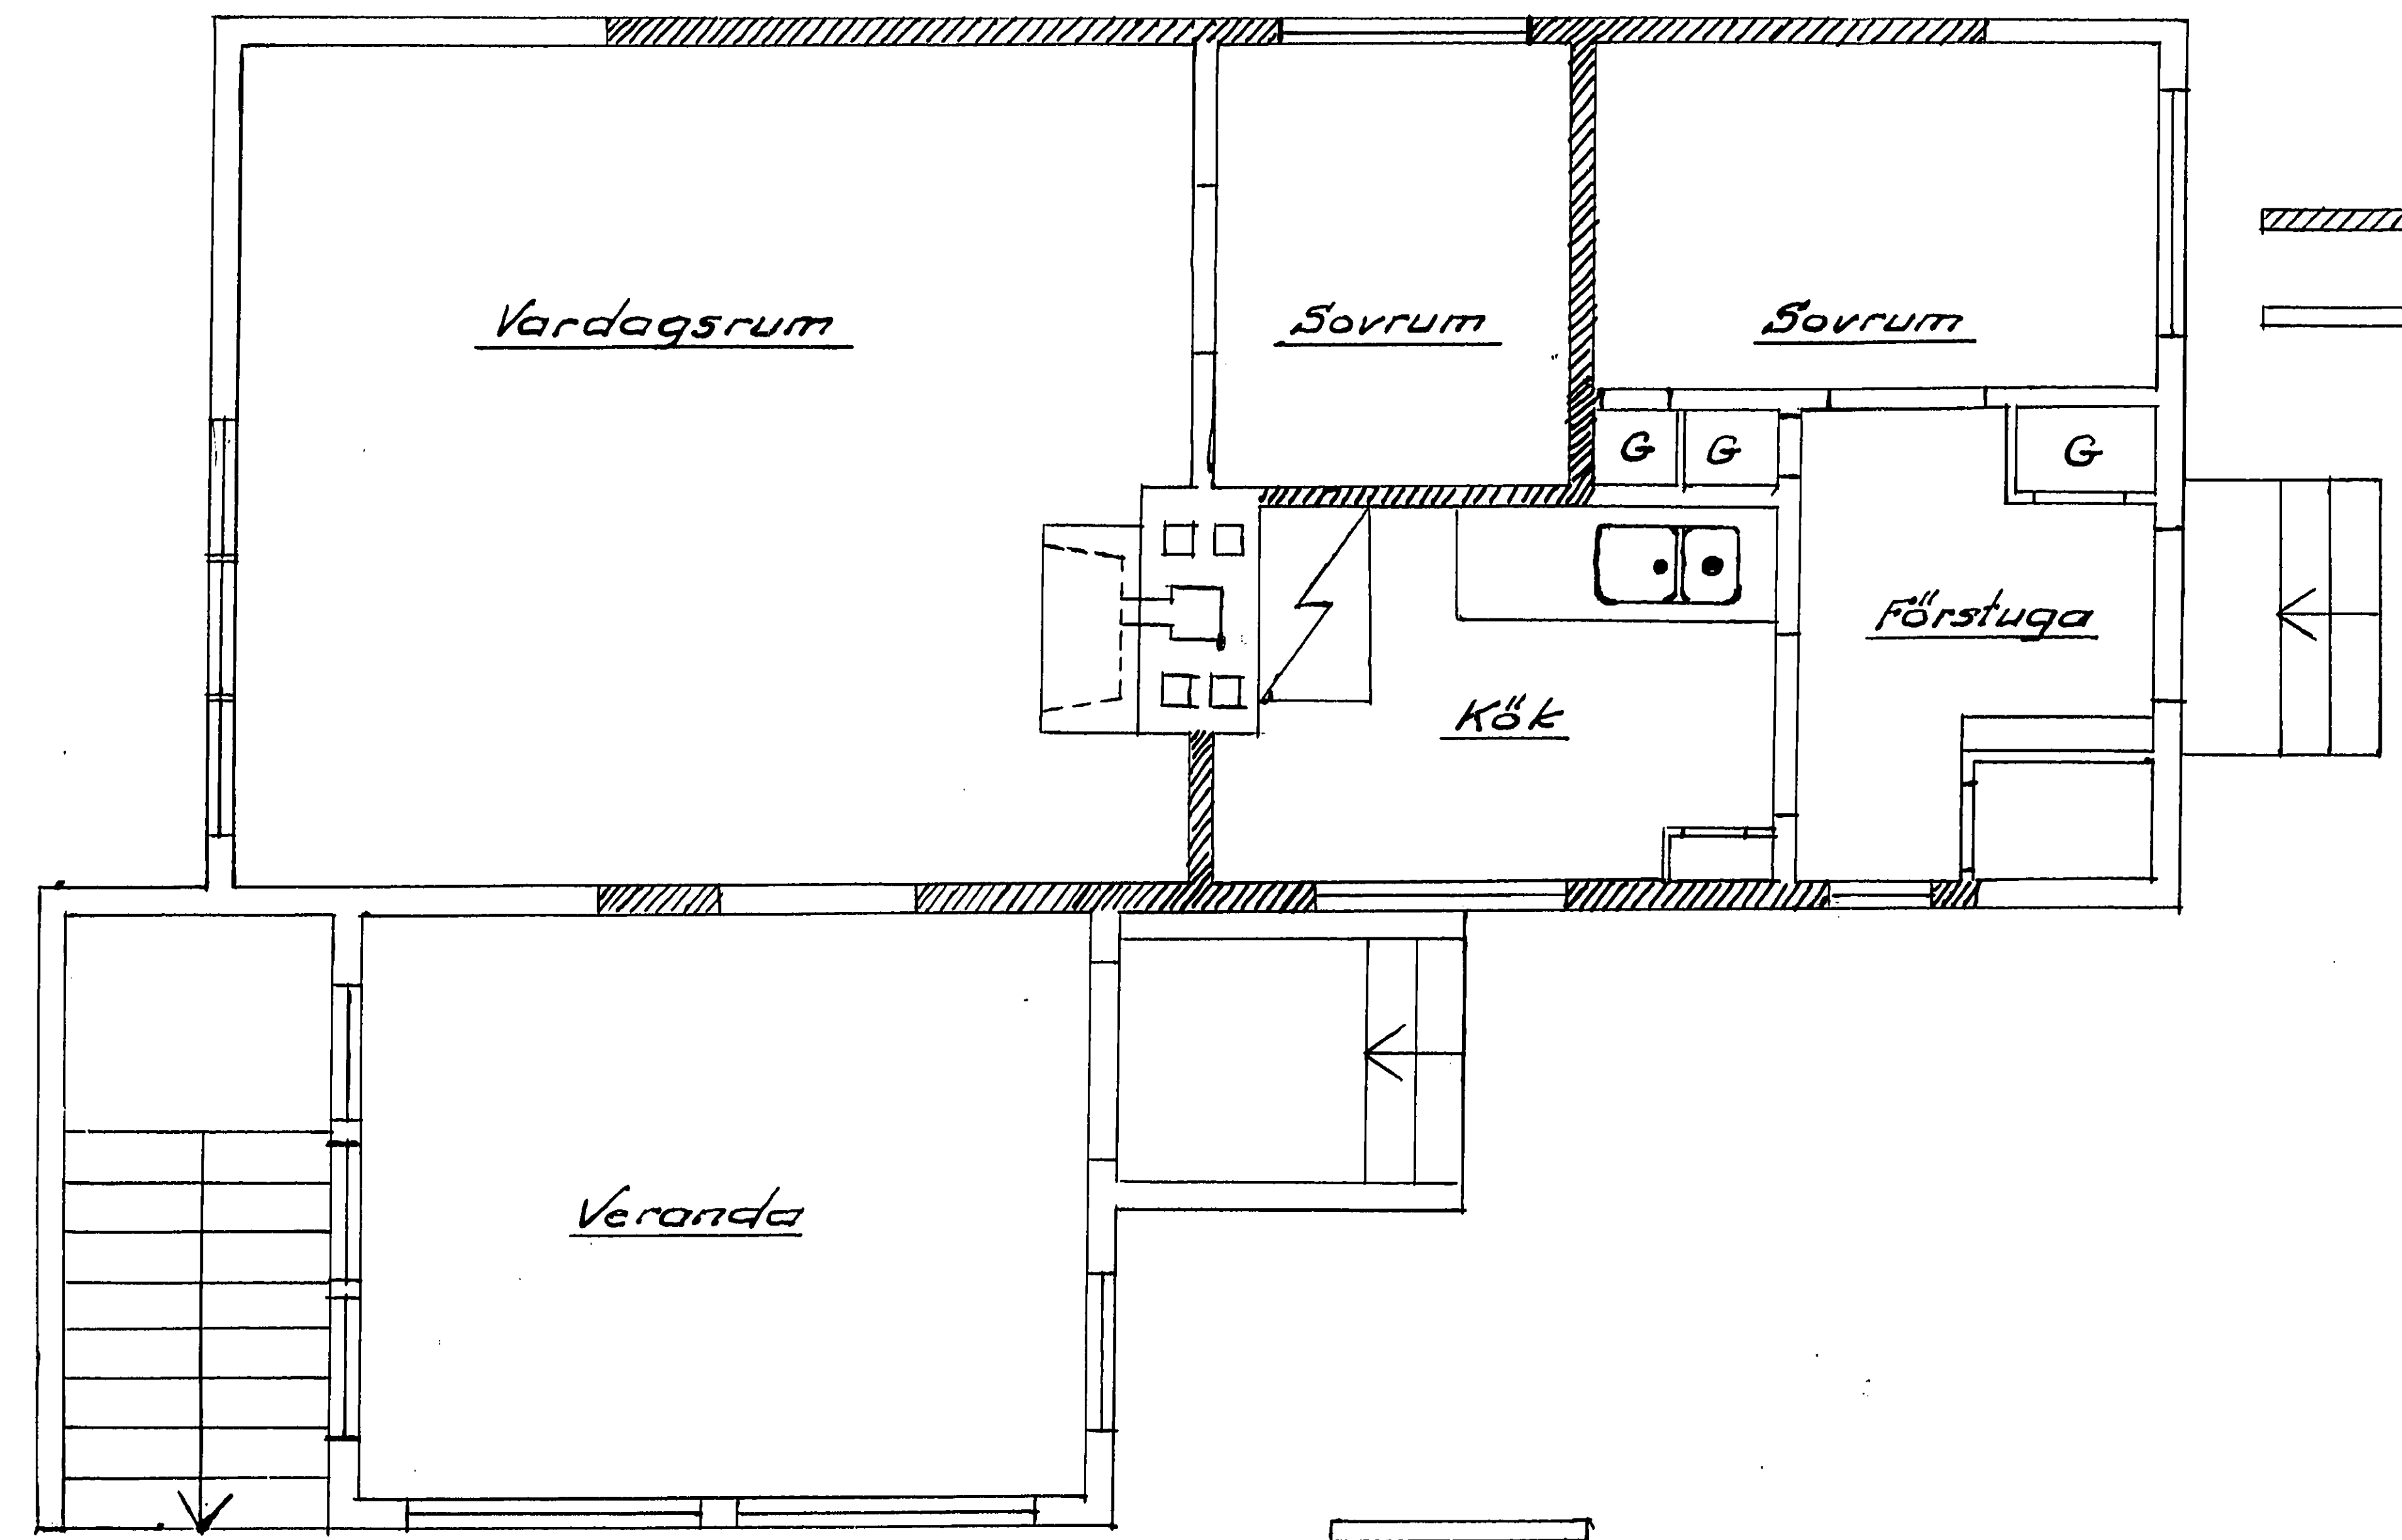 Vardagsrum
Sovrum
Sovrum
G
G
G
Förstuga
Kök
Veranda